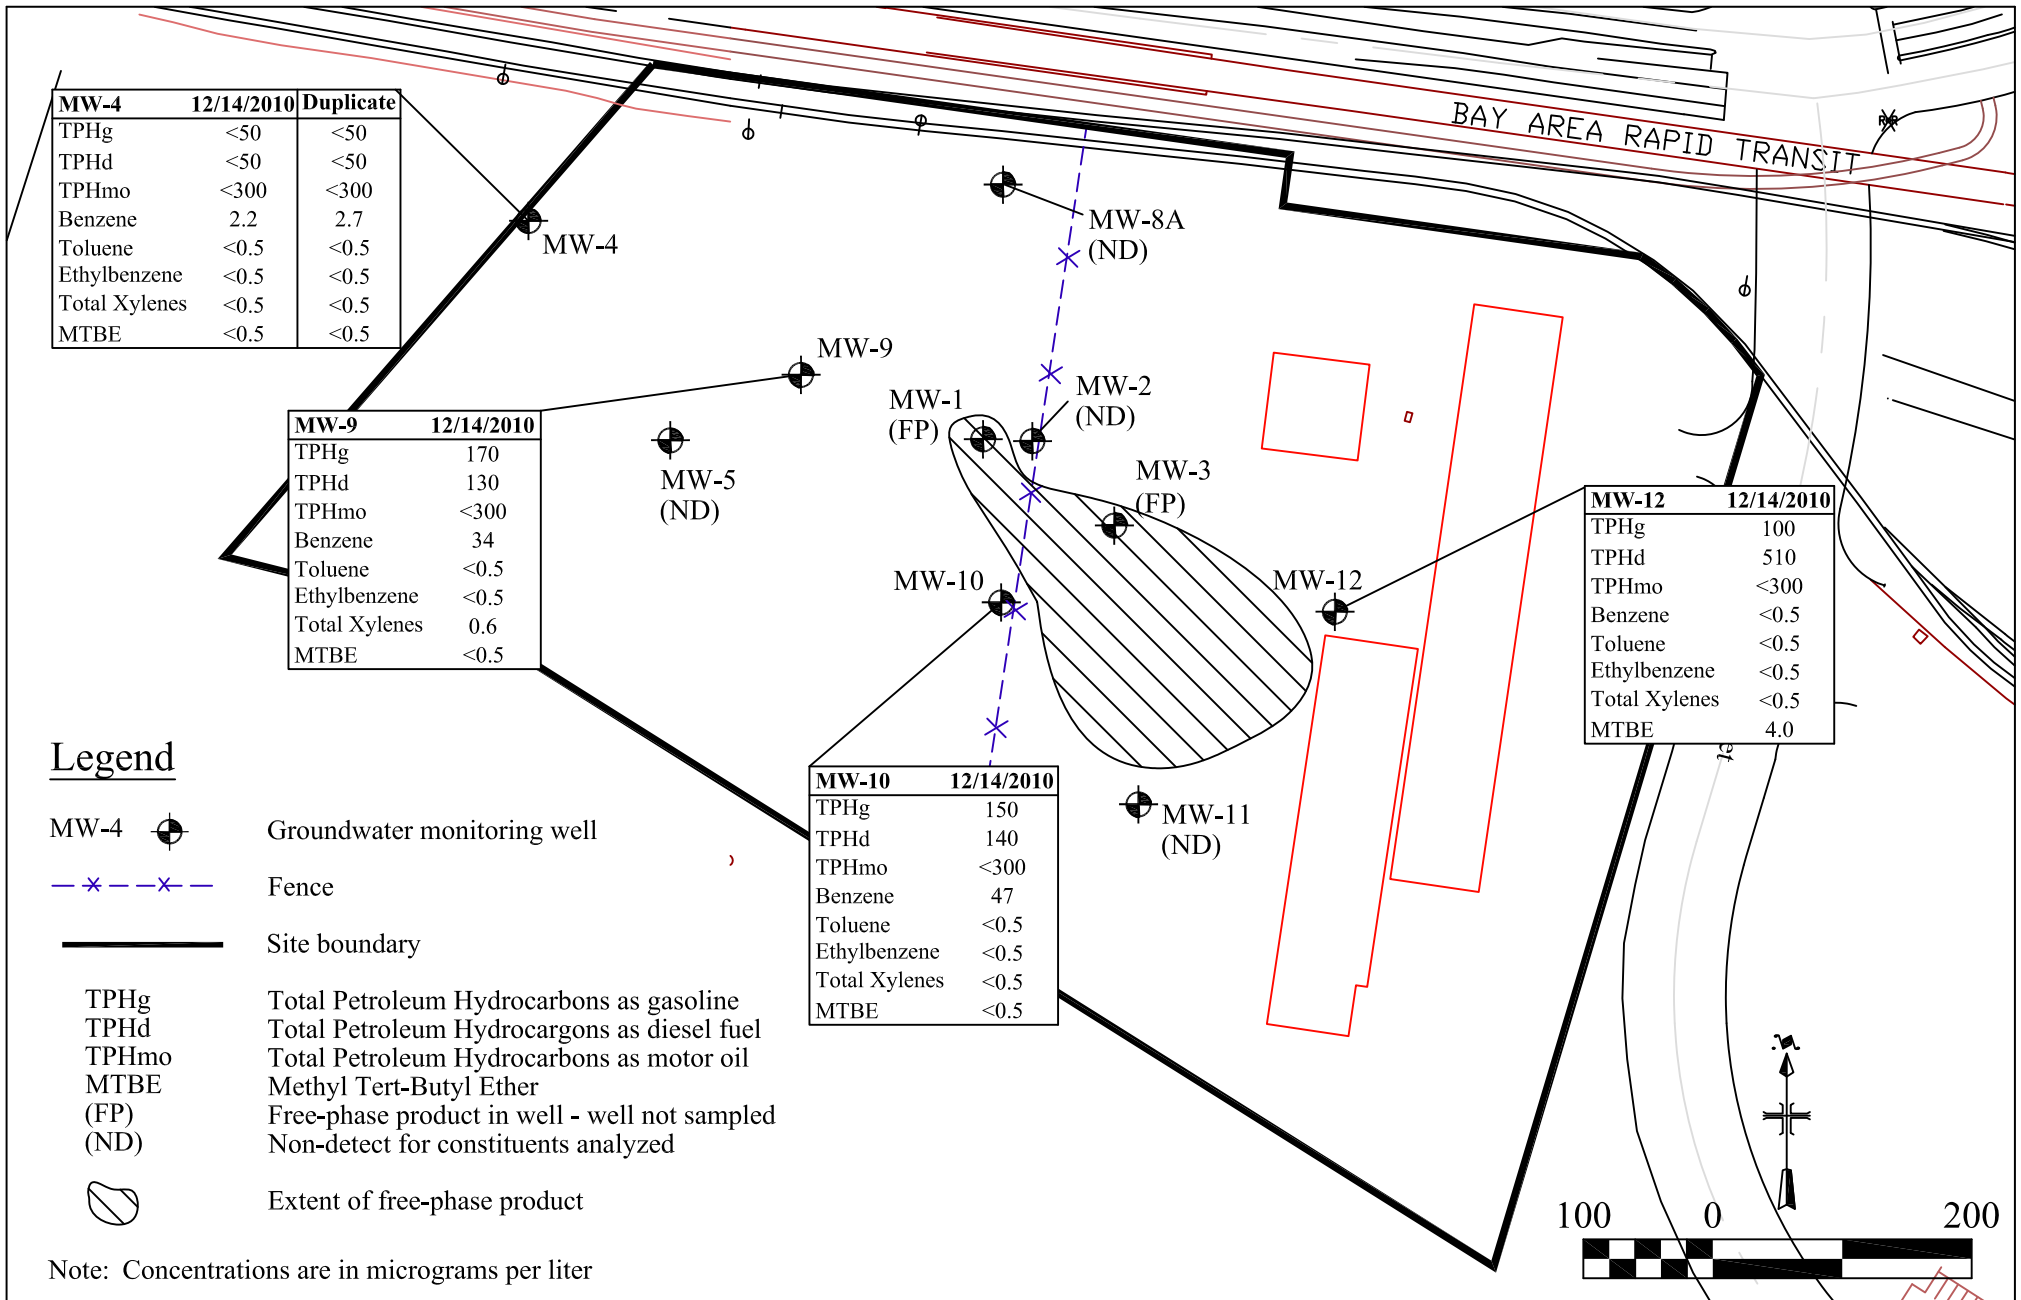 BAY AREA RAPID TRANSIT
MW-4 12/14/2010 Duplicate
TPHg <50 <50
TPHd <50 <50
TPHmo <300 <300
Benzene 2.2 2.7
Toluene <0.5 <0.5
Ethylbenzene <0.5 <0.5
Total Xylenes <0.5 <0.5
MTBE <0.5 <0.5
MW-4
MW-8A
(ND)
MW-9
MW-1
(FP)
MW-2
(ND)
MW-5
(ND)
MW-3
(FP)
MW-10
MW-12
MW-11
(ND)
MW-9 12/14/2010
TPHg 170
TPHd 130
TPHmo <300
Benzene 34
Toluene <0.5
Ethylbenzene <0.5
Total Xylenes 0.6
MTBE <0.5
MW-12 12/14/2010
TPHg 100
TPHd 510
TPHmo <300
Benzene <0.5
Toluene <0.5
Ethylbenzene <0.5
Total Xylenes <0.5
MTBE 4.0
MW-10 12/14/2010
TPHg 150
TPHd 140
TPHmo <300
Benzene 47
Toluene <0.5
Ethylbenzene <0.5
Total Xylenes <0.5
MTBE <0.5
Legend
MW-4 Groundwater monitoring well
Fence
Site boundary
TPHg Total Petroleum Hydrocarbons as gasoline
TPHd Total Petroleum Hydrocargons as diesel fuel
TPHmo Total Petroleum Hydrocarbons as motor oil
MTBE Methyl Tert-Butyl Ether
(FP) Free-phase product in well - well not sampled
(ND) Non-detect for constituents analyzed
Extent of free-phase product
Note: Concentrations are in micrograms per liter
100 0 200